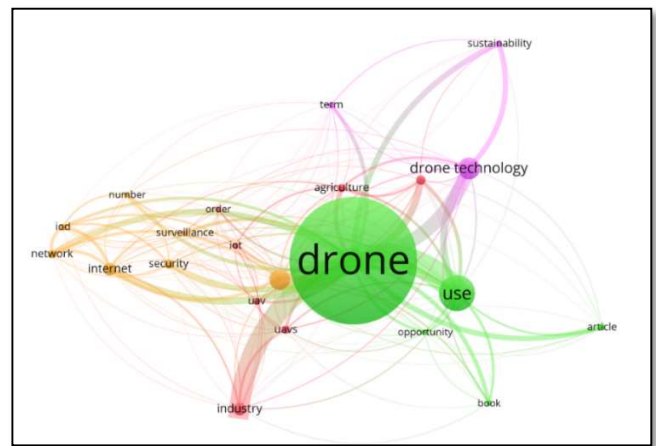 sustainability
term
drone technology
agriculture
number
order
iod
surveillance
network
iot
internet
security
drone
use
uav
uavs
opportunity
article
industry
book